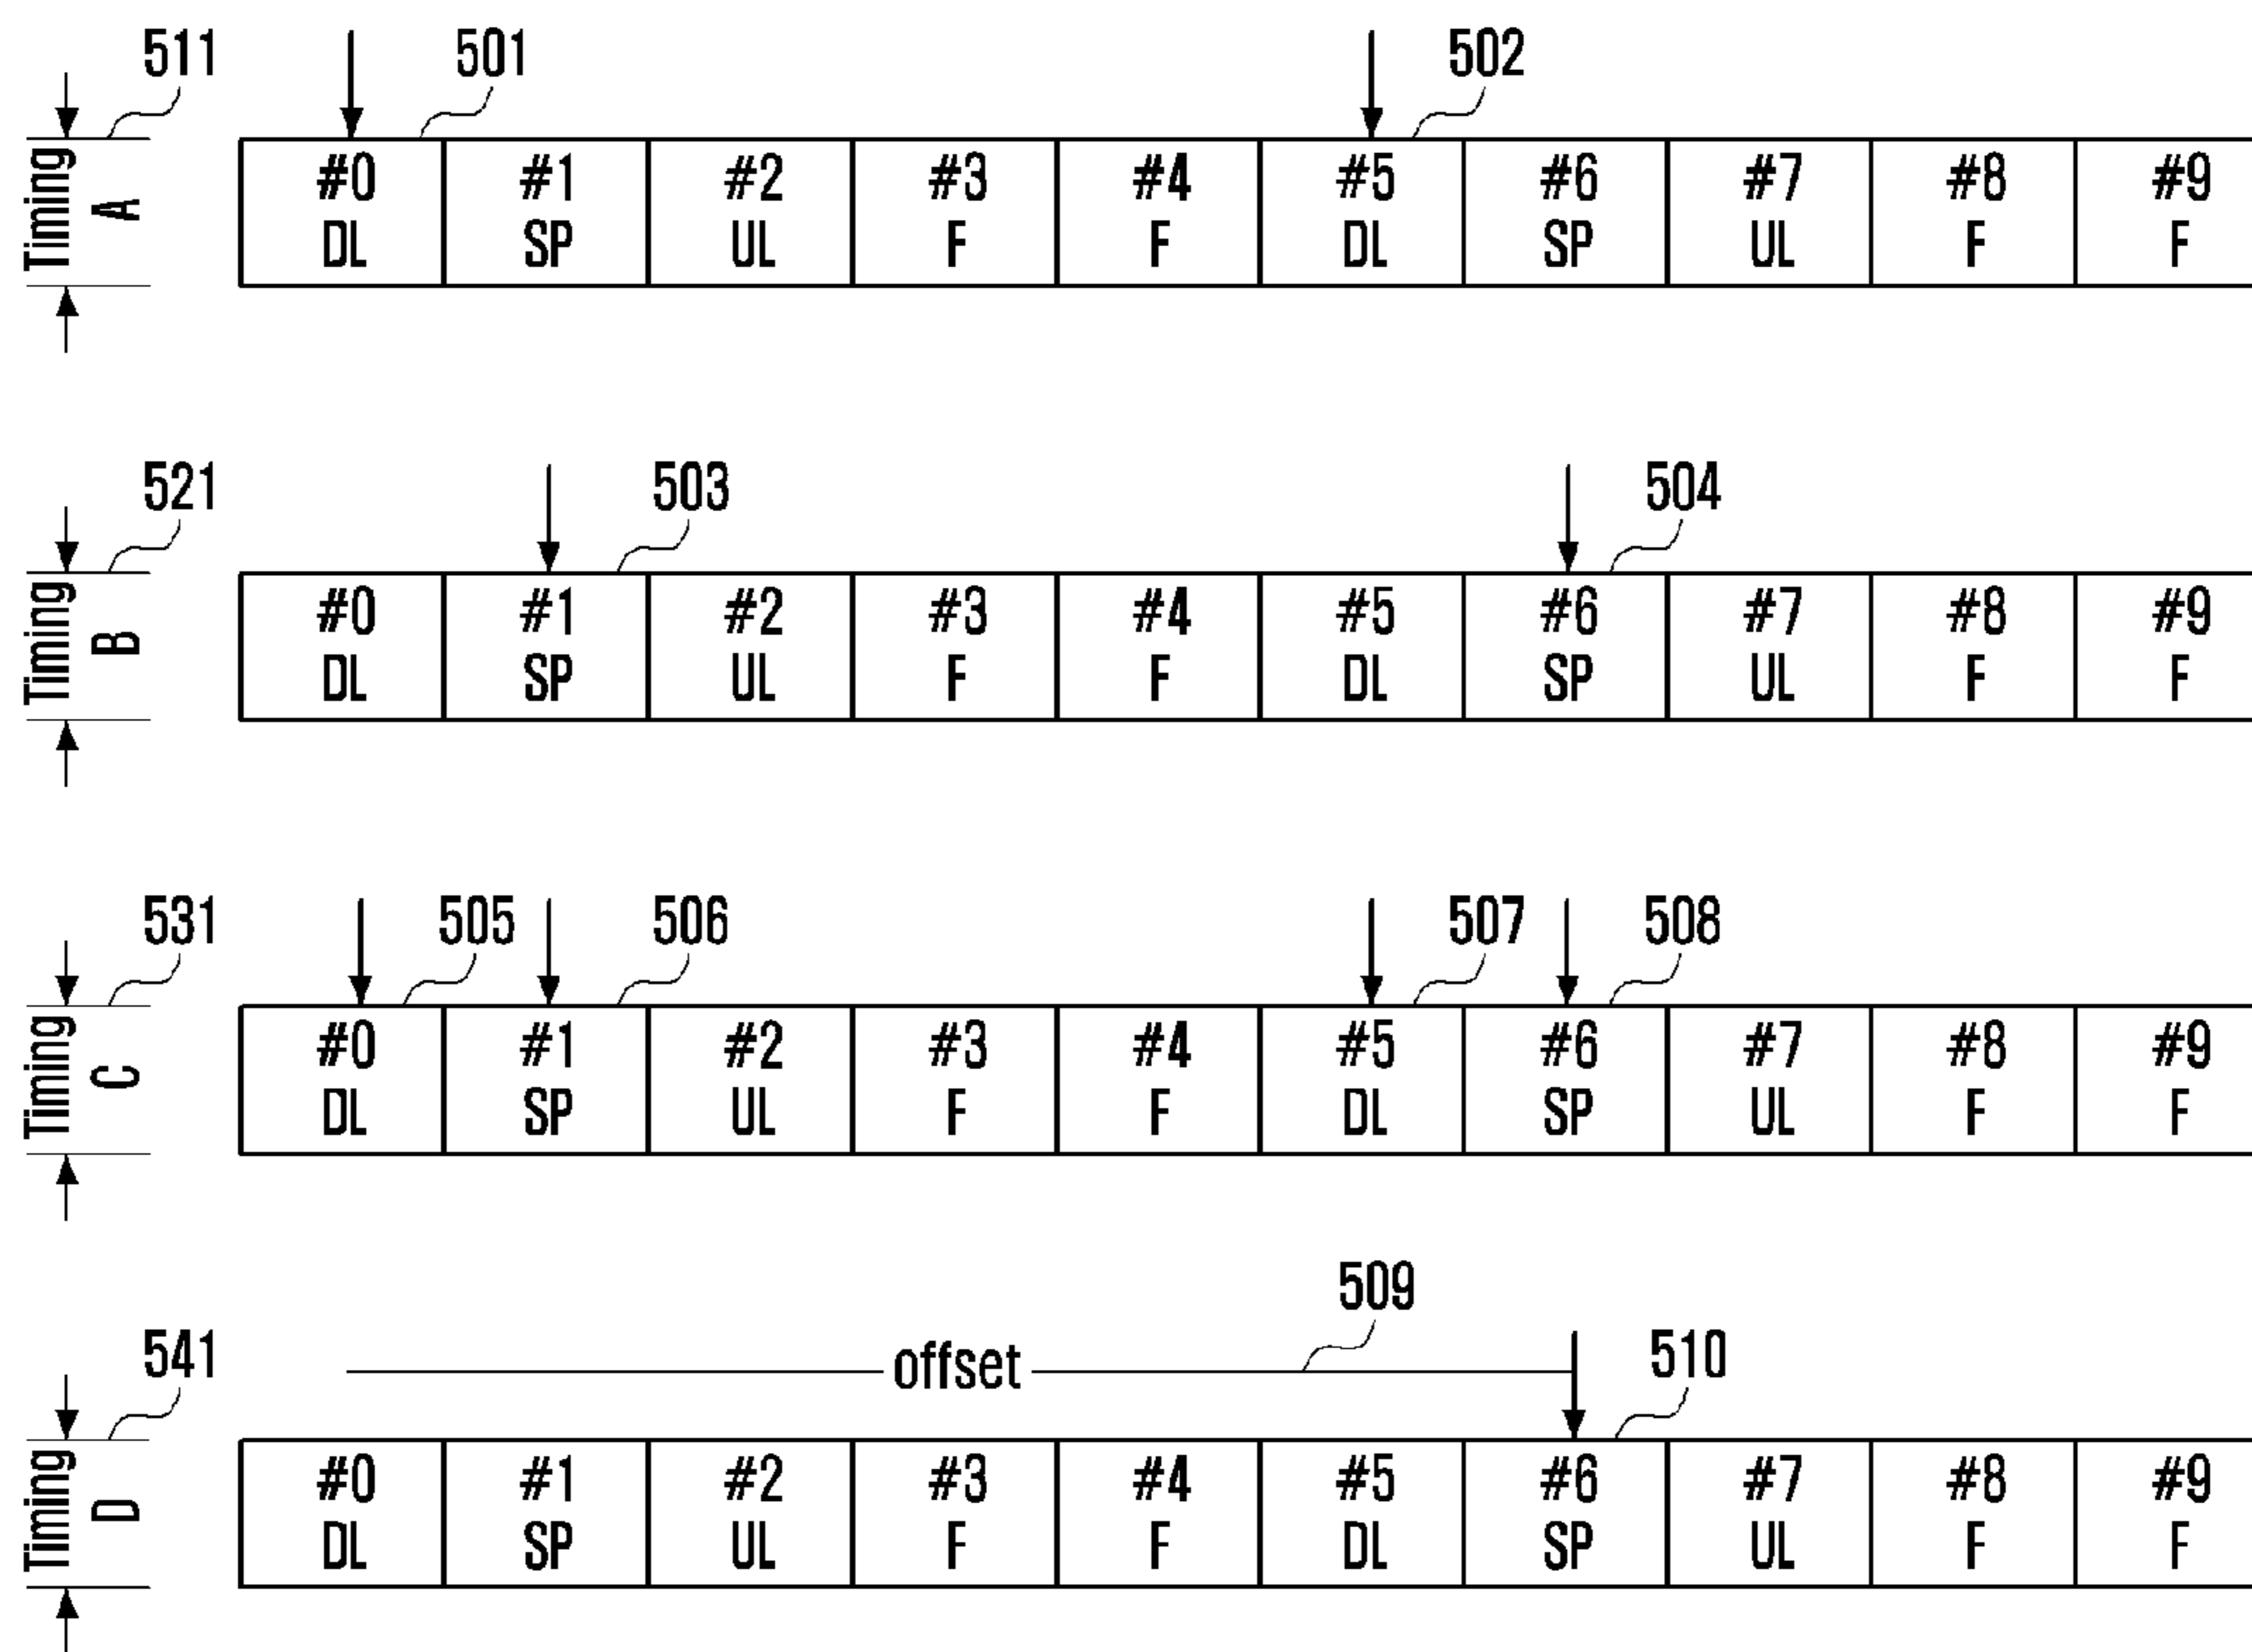 511 501 502
Timing A
#0 #1 #2 #3 #4 #5 #6 #7 #8 #9
DL SP UL F F DL SP UL F F
521 503 504
Timing B
#0 #1 #2 #3 #4 #5 #6 #7 #8 #9
DL SP UL F F DL SP UL F F
531 505 506 507 508
Timing C
#0 #1 #2 #3 #4 #5 #6 #7 #8 #9
DL SP UL F F DL SP UL F F
509
541 offset 510
Timing D
#0 #1 #2 #3 #4 #5 #6 #7 #8 #9
DL SP UL F F DL SP UL F F